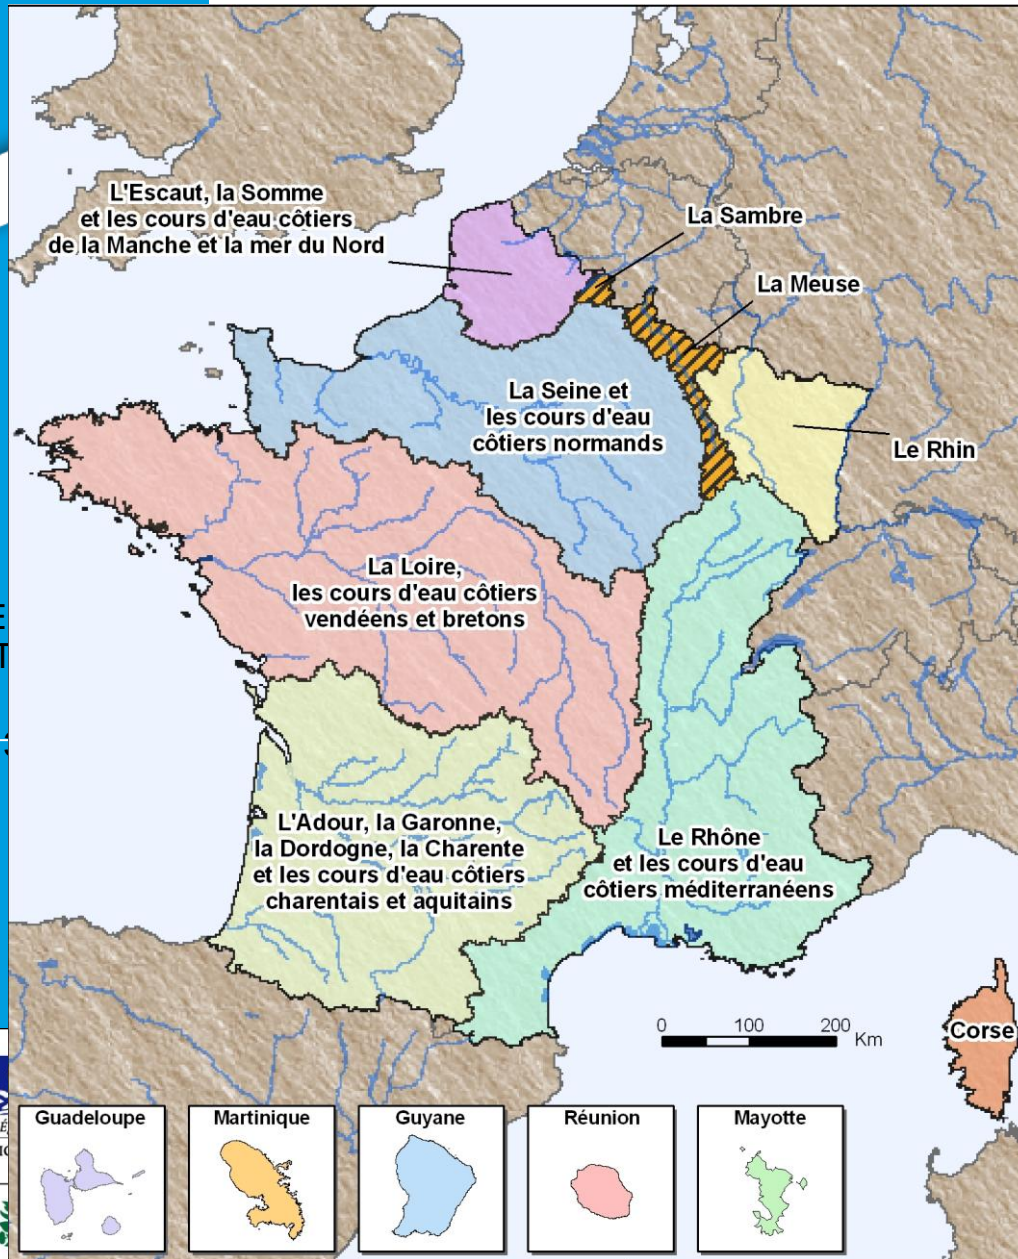 L'Escaut, la Somme
et les cours d'eau côtiers
de la Manche et la mer du Nord
La Sambre
La Meuse
La Seine et
les cours d'eau
côtiers normands
Le Rhin
La Loire,
les cours d'eau côtiers
vendéens et bretons
L'Adour, la Garonne,
la Dordogne, la Charente
et les cours d'eau côtiers
charentais et aquitains
Le Rhône
et les cours d'eau
côtiers méditerranéens
0 100 200 Km
Corse
Guadeloupe
Martinique
Guyane
Réunion
Mayotte